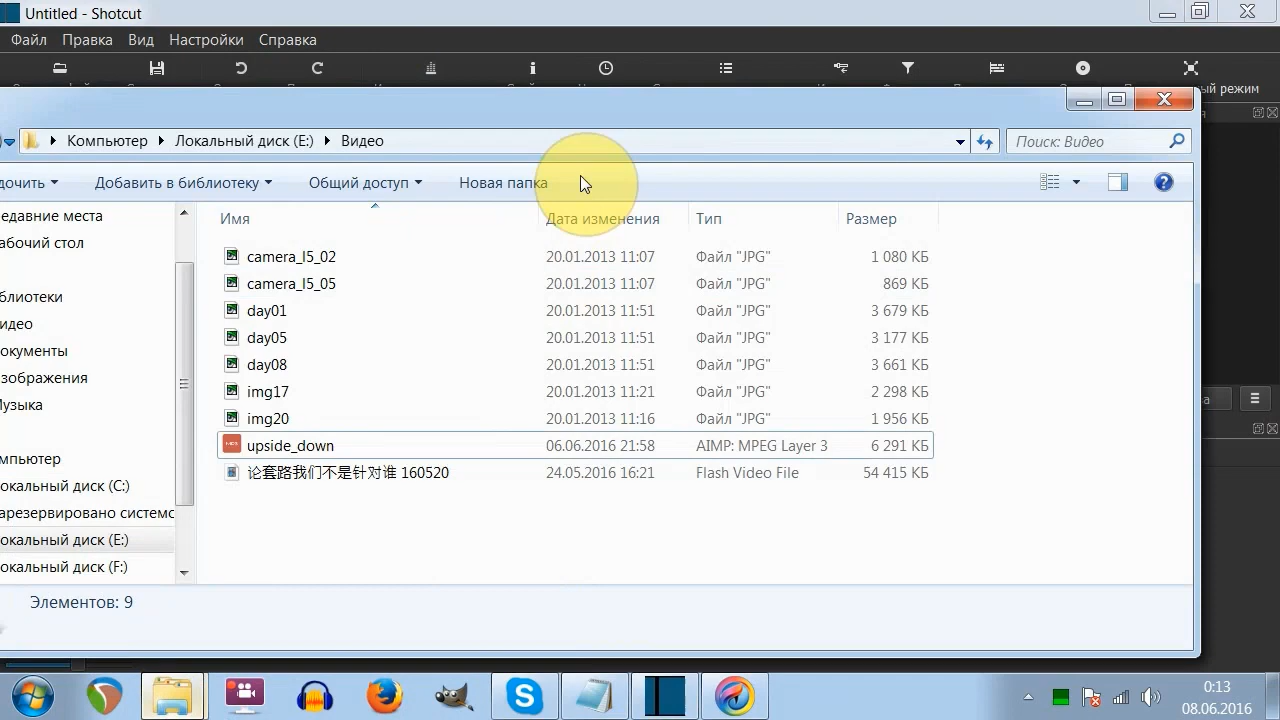 Untitled - Shotcut
Файл Правка Вид Настройки Справка
ый режим
Компьютер Локальный диск (E:) Видео
Поиск: Видео
Добавить в библиотеку Общий доступ Новая папка
Имя Дата изменения Тип Размер
едавние места
абочий стол
блиотеки
идео
окументы
зображения
узыка
мпьютер
окальный диск (C:)
арезервировано системо
окальный диск (E:)
окальный диск (F:)
camera_l5_02 20.01.2013 11:07 Файл "JPG" 1 080 КБ
camera_l5_05 20.01.2013 11:07 Файл "JPG" 869 КБ
day01 20.01.2013 11:51 Файл "JPG" 3 679 КБ
day05 20.01.2013 11:51 Файл "JPG" 3 177 КБ
day08 20.01.2013 11:51 Файл "JPG" 3 661 КБ
img17 20.01.2013 11:21 Файл "JPG" 2 298 КБ
img20 20.01.2013 11:16 Файл "JPG" 1 956 КБ
upside_down 06.06.2016 21:58 AIMP: MPEG Layer 3 6 291 КБ
论套路我们不是针对谁 160520 24.05.2016 16:21 Flash Video File 54 415 КБ
Элементов: 9
0:13
08.06.2016